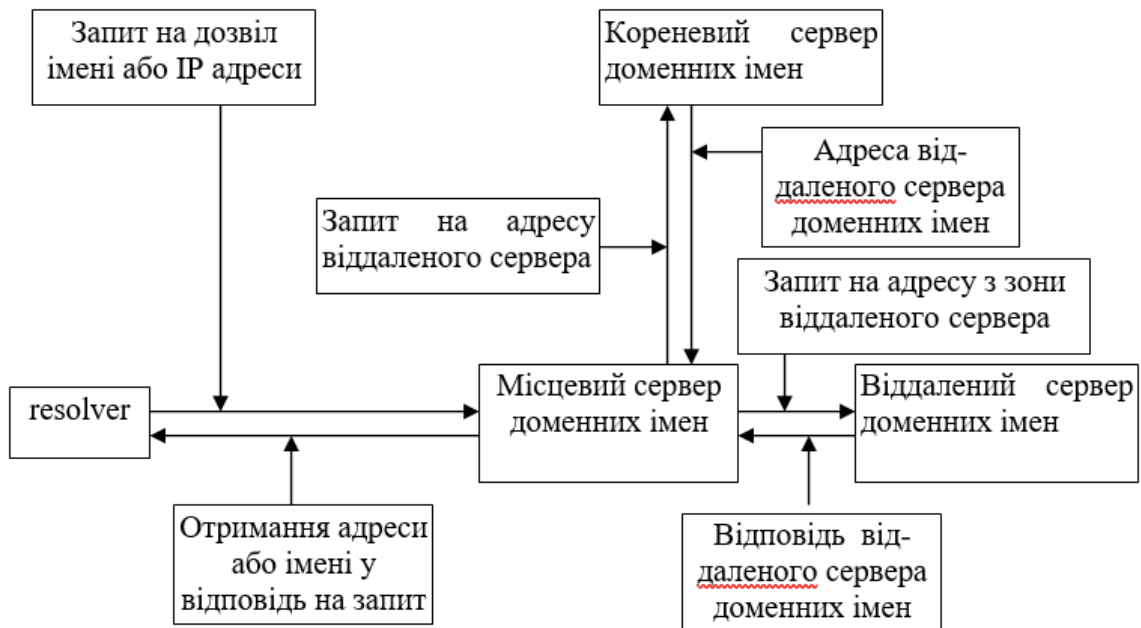 Запит на дозвіл
імені або IP адреси
Кореневий сервер
доменних імен
Адреса від-
даленого сервера
доменних імен
Запит на адресу
віддаленого сервера
Запит на адресу з зони
віддаленого сервера
resolver
Місцевий сервер
доменних імен
Віддалений сервер
доменних імен
Отримання адреси
або імені у
відповідь на запит
Відповідь від-
даленого сервера
доменних імен